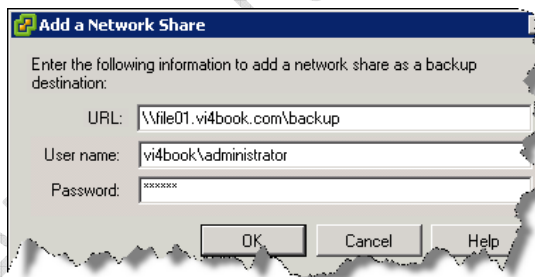 Add a Network Share
Enter the following information to add a network share as a backup
destination:
URL: \\file01.vi4book.com\backup
User name: vi4book\administrator
Password: ******
OK Cancel Help